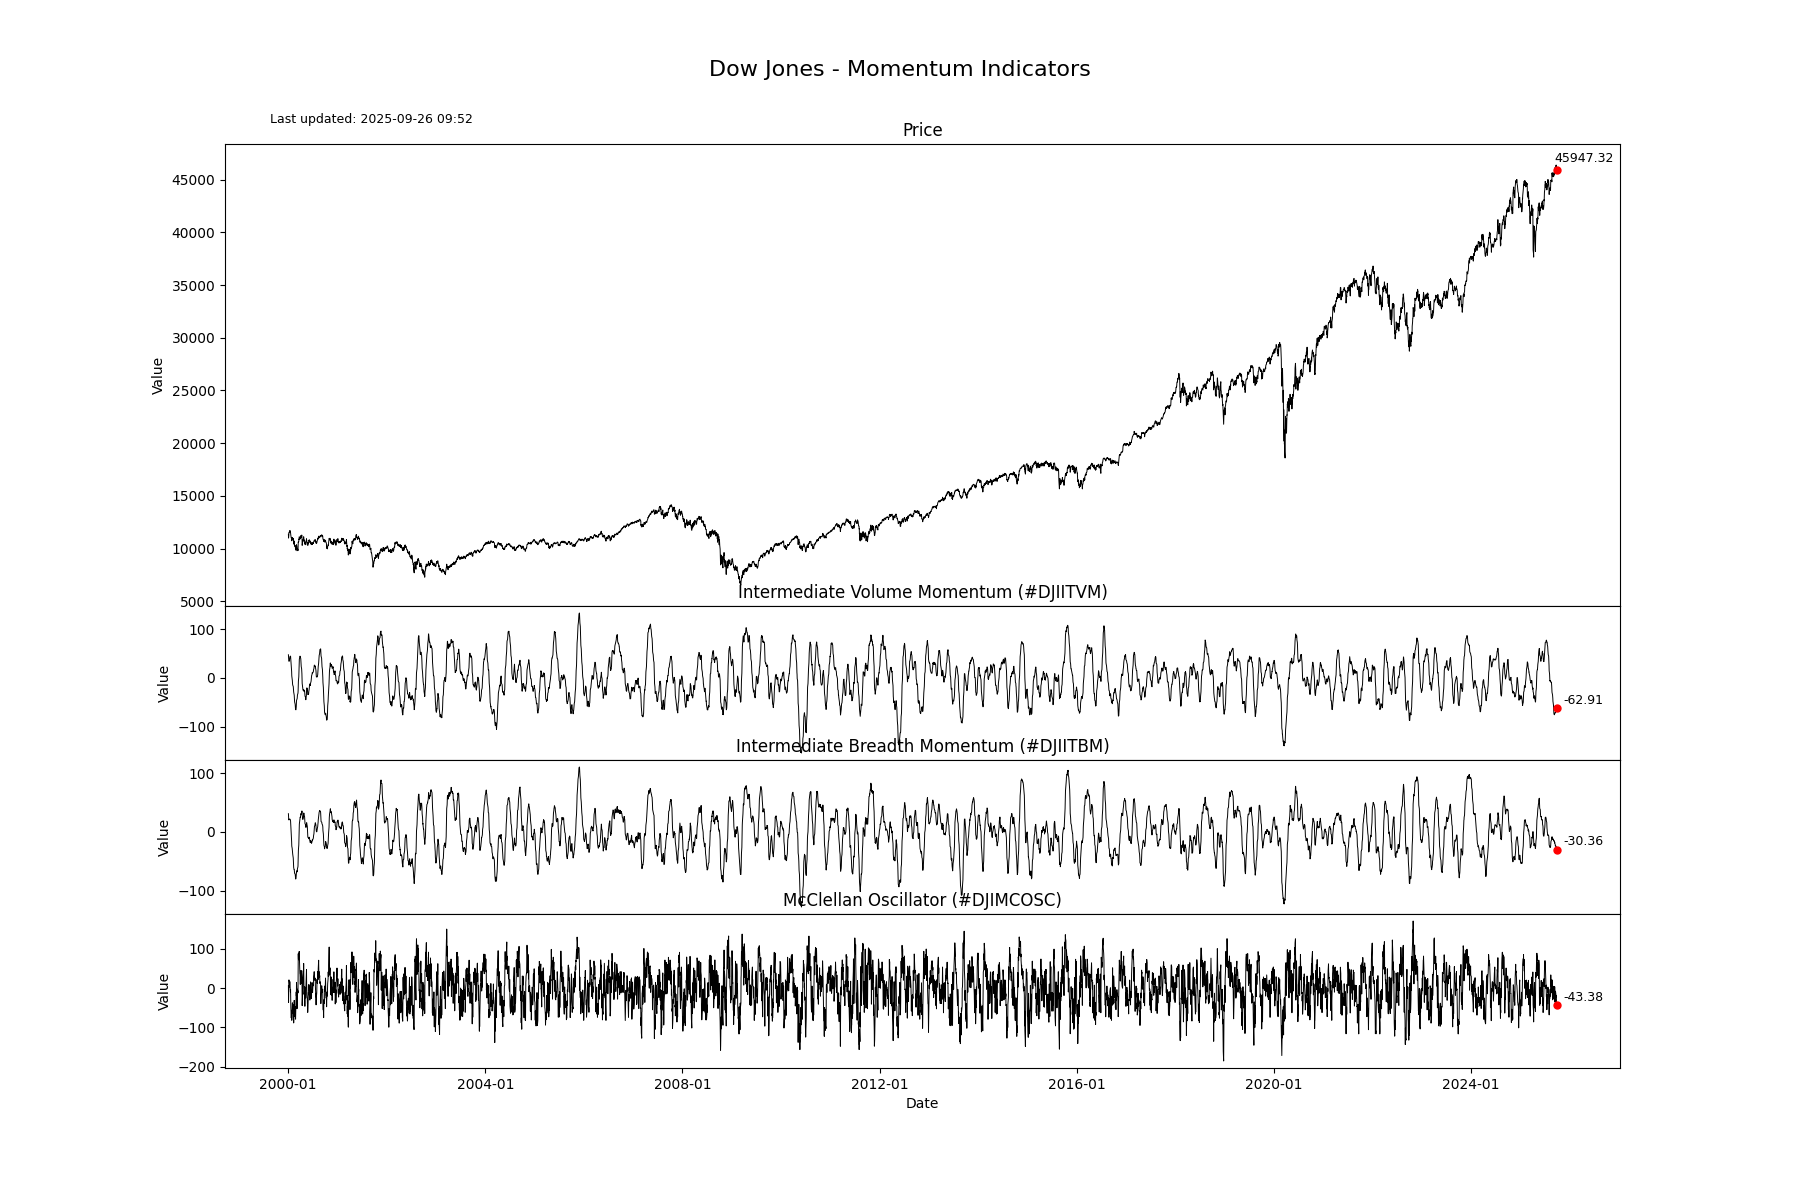 Dow Jones - Momentum Indicators
Last updated: 2025-09-26 09:52
Price
45947.32
45000
40000
35000
30000
25000
20000
15000
10000
5000
Value
Intermediate Volume Momentum (#DJIITVM)
100
0
−100
Value
-62.91
Intermediate Breadth Momentum (#DJIITBM)
100
0
−100
Value
-30.36
McClellan Oscillator (#DJIMCOSC)
100
0
−100
−200
Value
-43.38
2000-01 2004-01 2008-01 2012-01 2016-01 2020-01 2024-01
Date